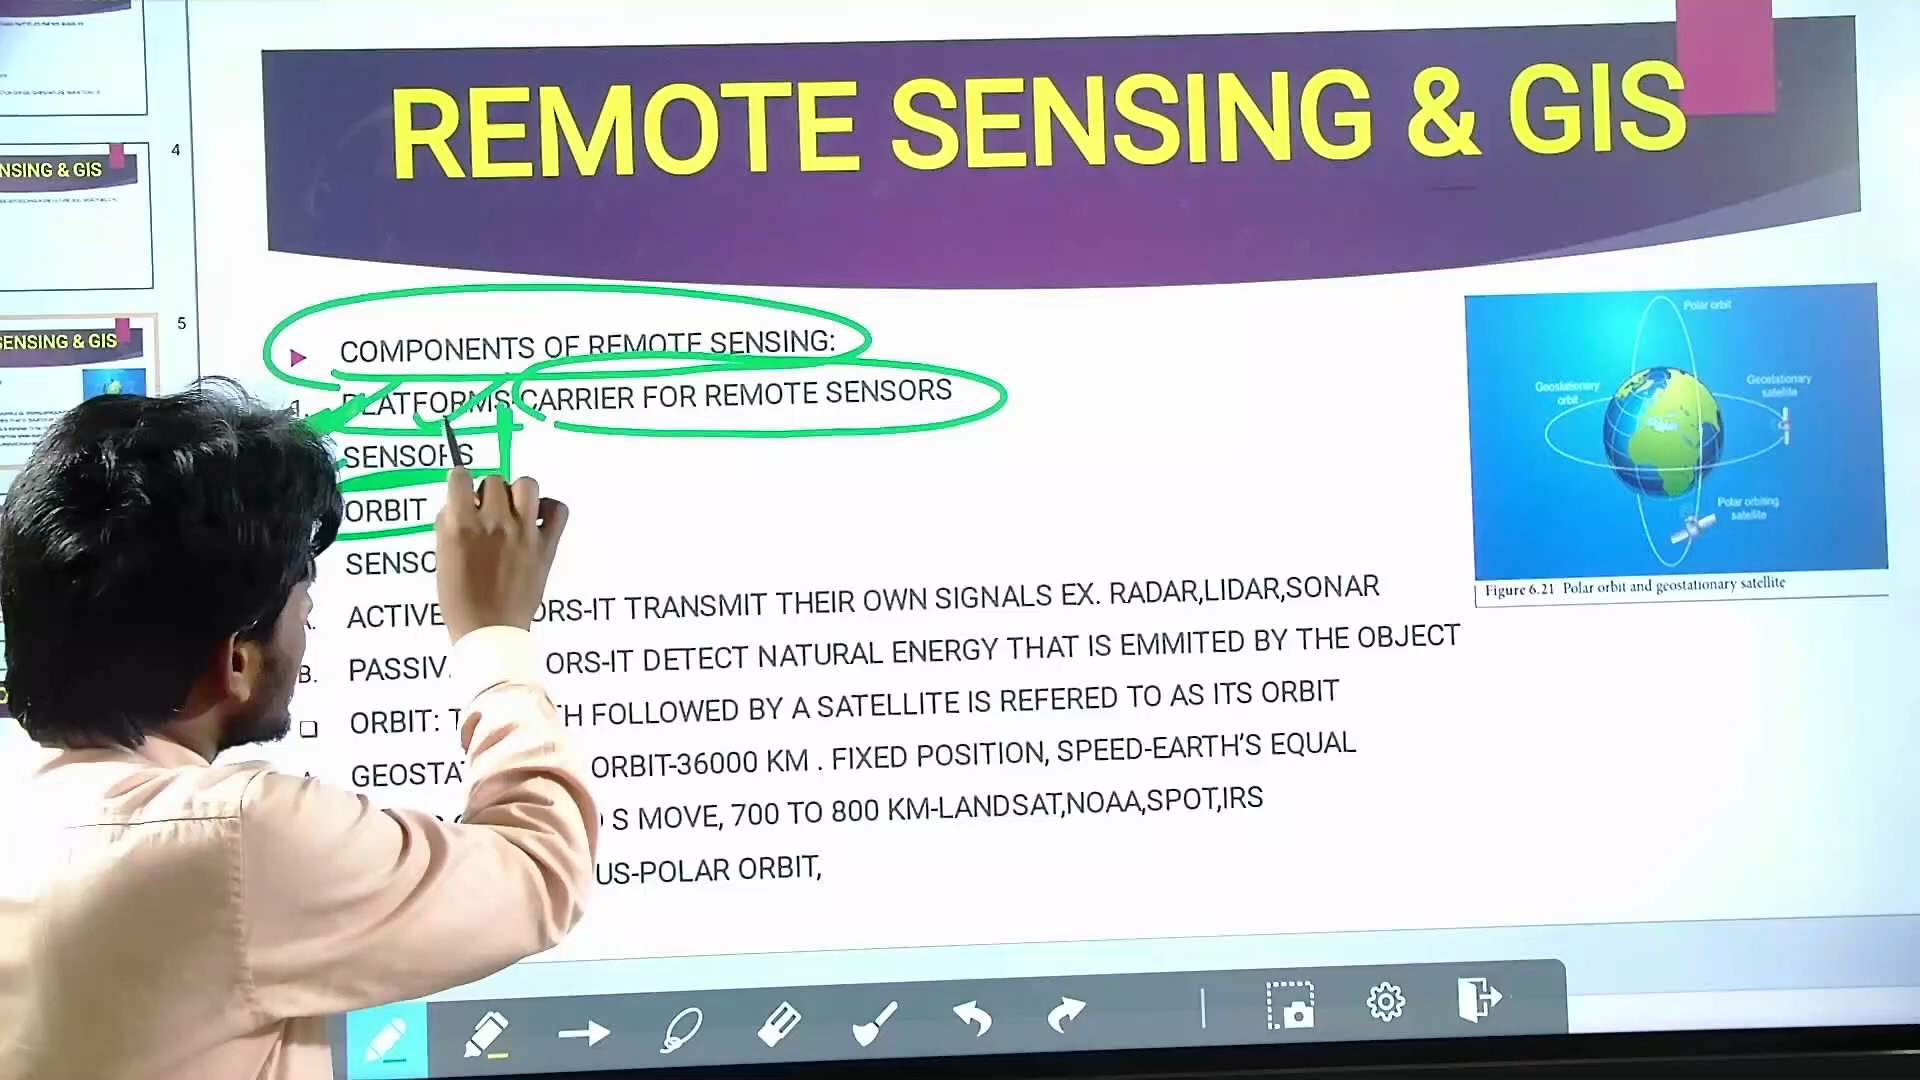 NSING & GIS
4
5
SENSING & GIS
REMOTE SENSING & GIS
COMPONENTS OF REMOTE SENSING:
1. PLATFORMS CARRIER FOR REMOTE SENSORS
SENSORS
ORBIT
SENSO
ACTIVE ORS-IT TRANSMIT THEIR OWN SIGNALS EX. RADAR,LIDAR,SONAR
B. PASSIV ORS-IT DETECT NATURAL ENERGY THAT IS EMMITED BY THE OBJECT
ORBIT: T TH FOLLOWED BY A SATELLITE IS REFERED TO AS ITS ORBIT
GEOSTA ORBIT-36000 KM . FIXED POSITION, SPEED-EARTH'S EQUAL
S MOVE, 700 TO 800 KM-LANDSAT,NOAA,SPOT,IRS
US-POLAR ORBIT,
Polar orbit
Geostationary
orbit
Geostationary
satellite
Polar orbiting
satellite
Figure 6.21 Polar orbit and geostationary satellite